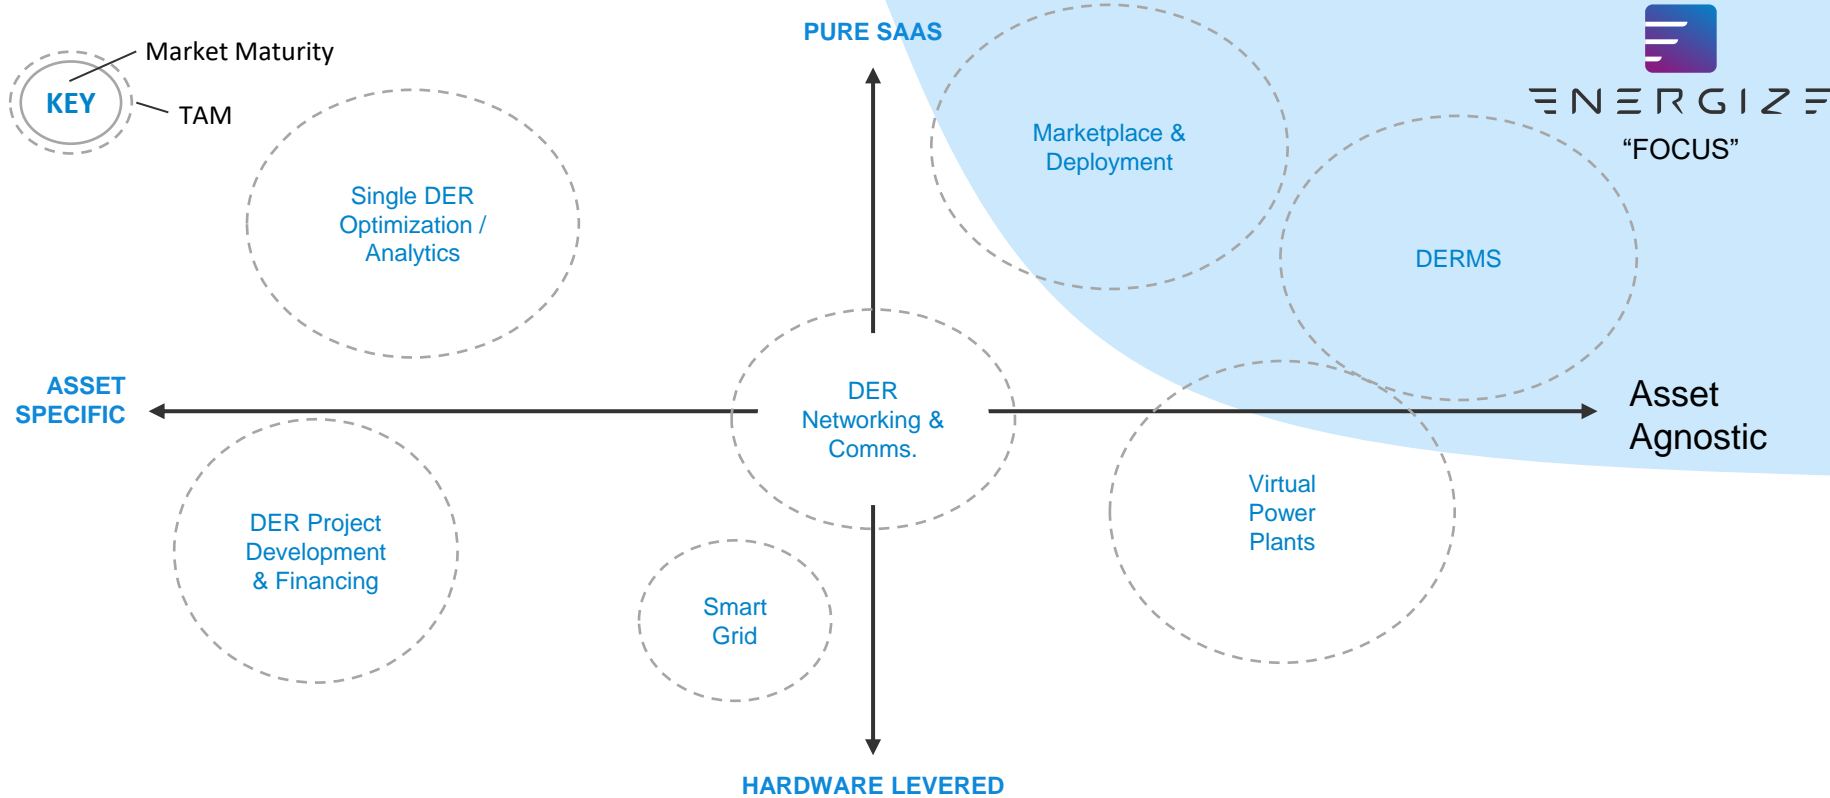 PURE SAAS
Market Maturity
KEY
TAM
ENERGIZE
“FOCUS”
Marketplace &
Deployment
Single DER
Optimization /
Analytics
DERMS
ASSET
SPECIFIC
DER
Networking &
Comms.
Asset
Agnostic
Virtual
Power
Plants
DER Project
Development
& Financing
Smart
Grid
HARDWARE LEVERED